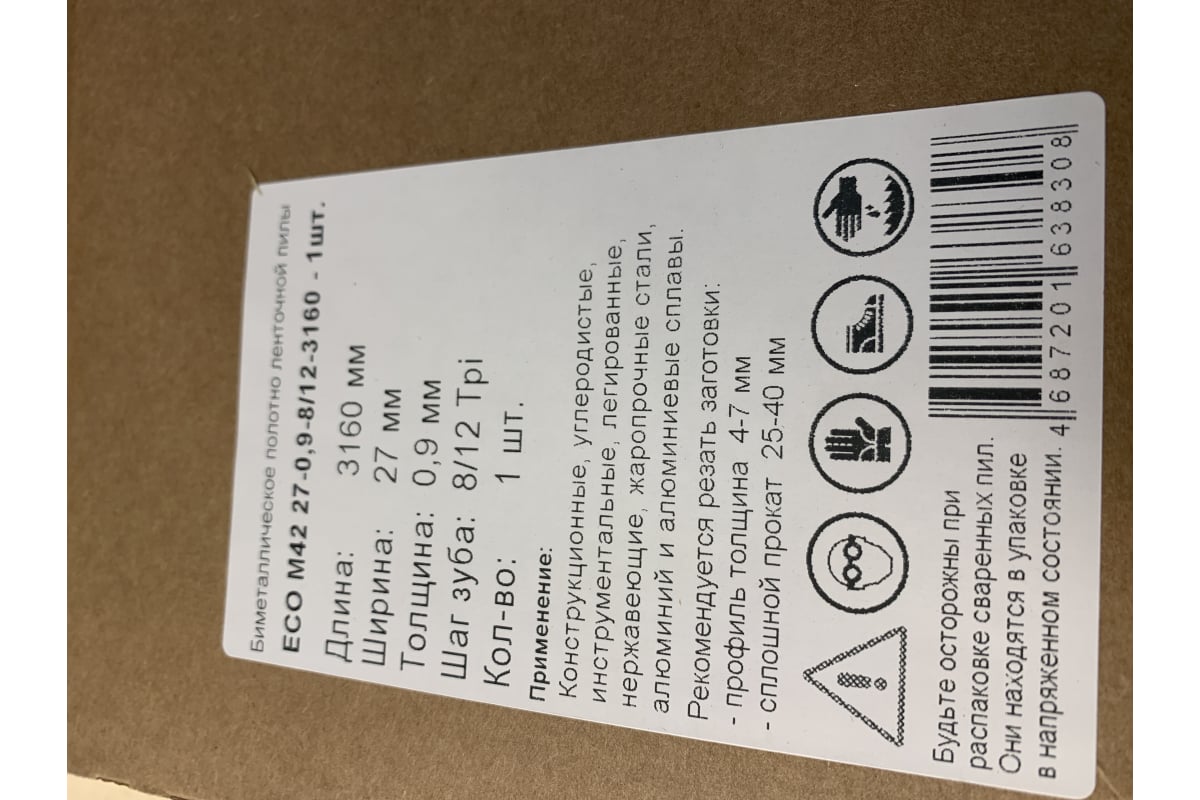 Биметаллическое полотно ленточной пилы
ECO M42 27-0,9-8/12-3160 - 1шт.
Длина: 3160 мм
Ширина: 27 мм
Толщина: 0,9 мм
Шаг зуба: 8/12 Tpi
Кол-во: 1 шт.
Применение:
Конструкционные, углеродистые,
инструментальные, легированные,
нержавеющие, жаропрочные стали,
алюминий и алюминиевые сплавы.
Рекомендуется резать заготовки:
- профиль толщина 4-7 мм
- сплошной прокат 25-40 мм
Будьте осторожны при
распаковке сваренных пил.
Они находятся в упаковке
в напряженном состоянии.
4 687201 638308